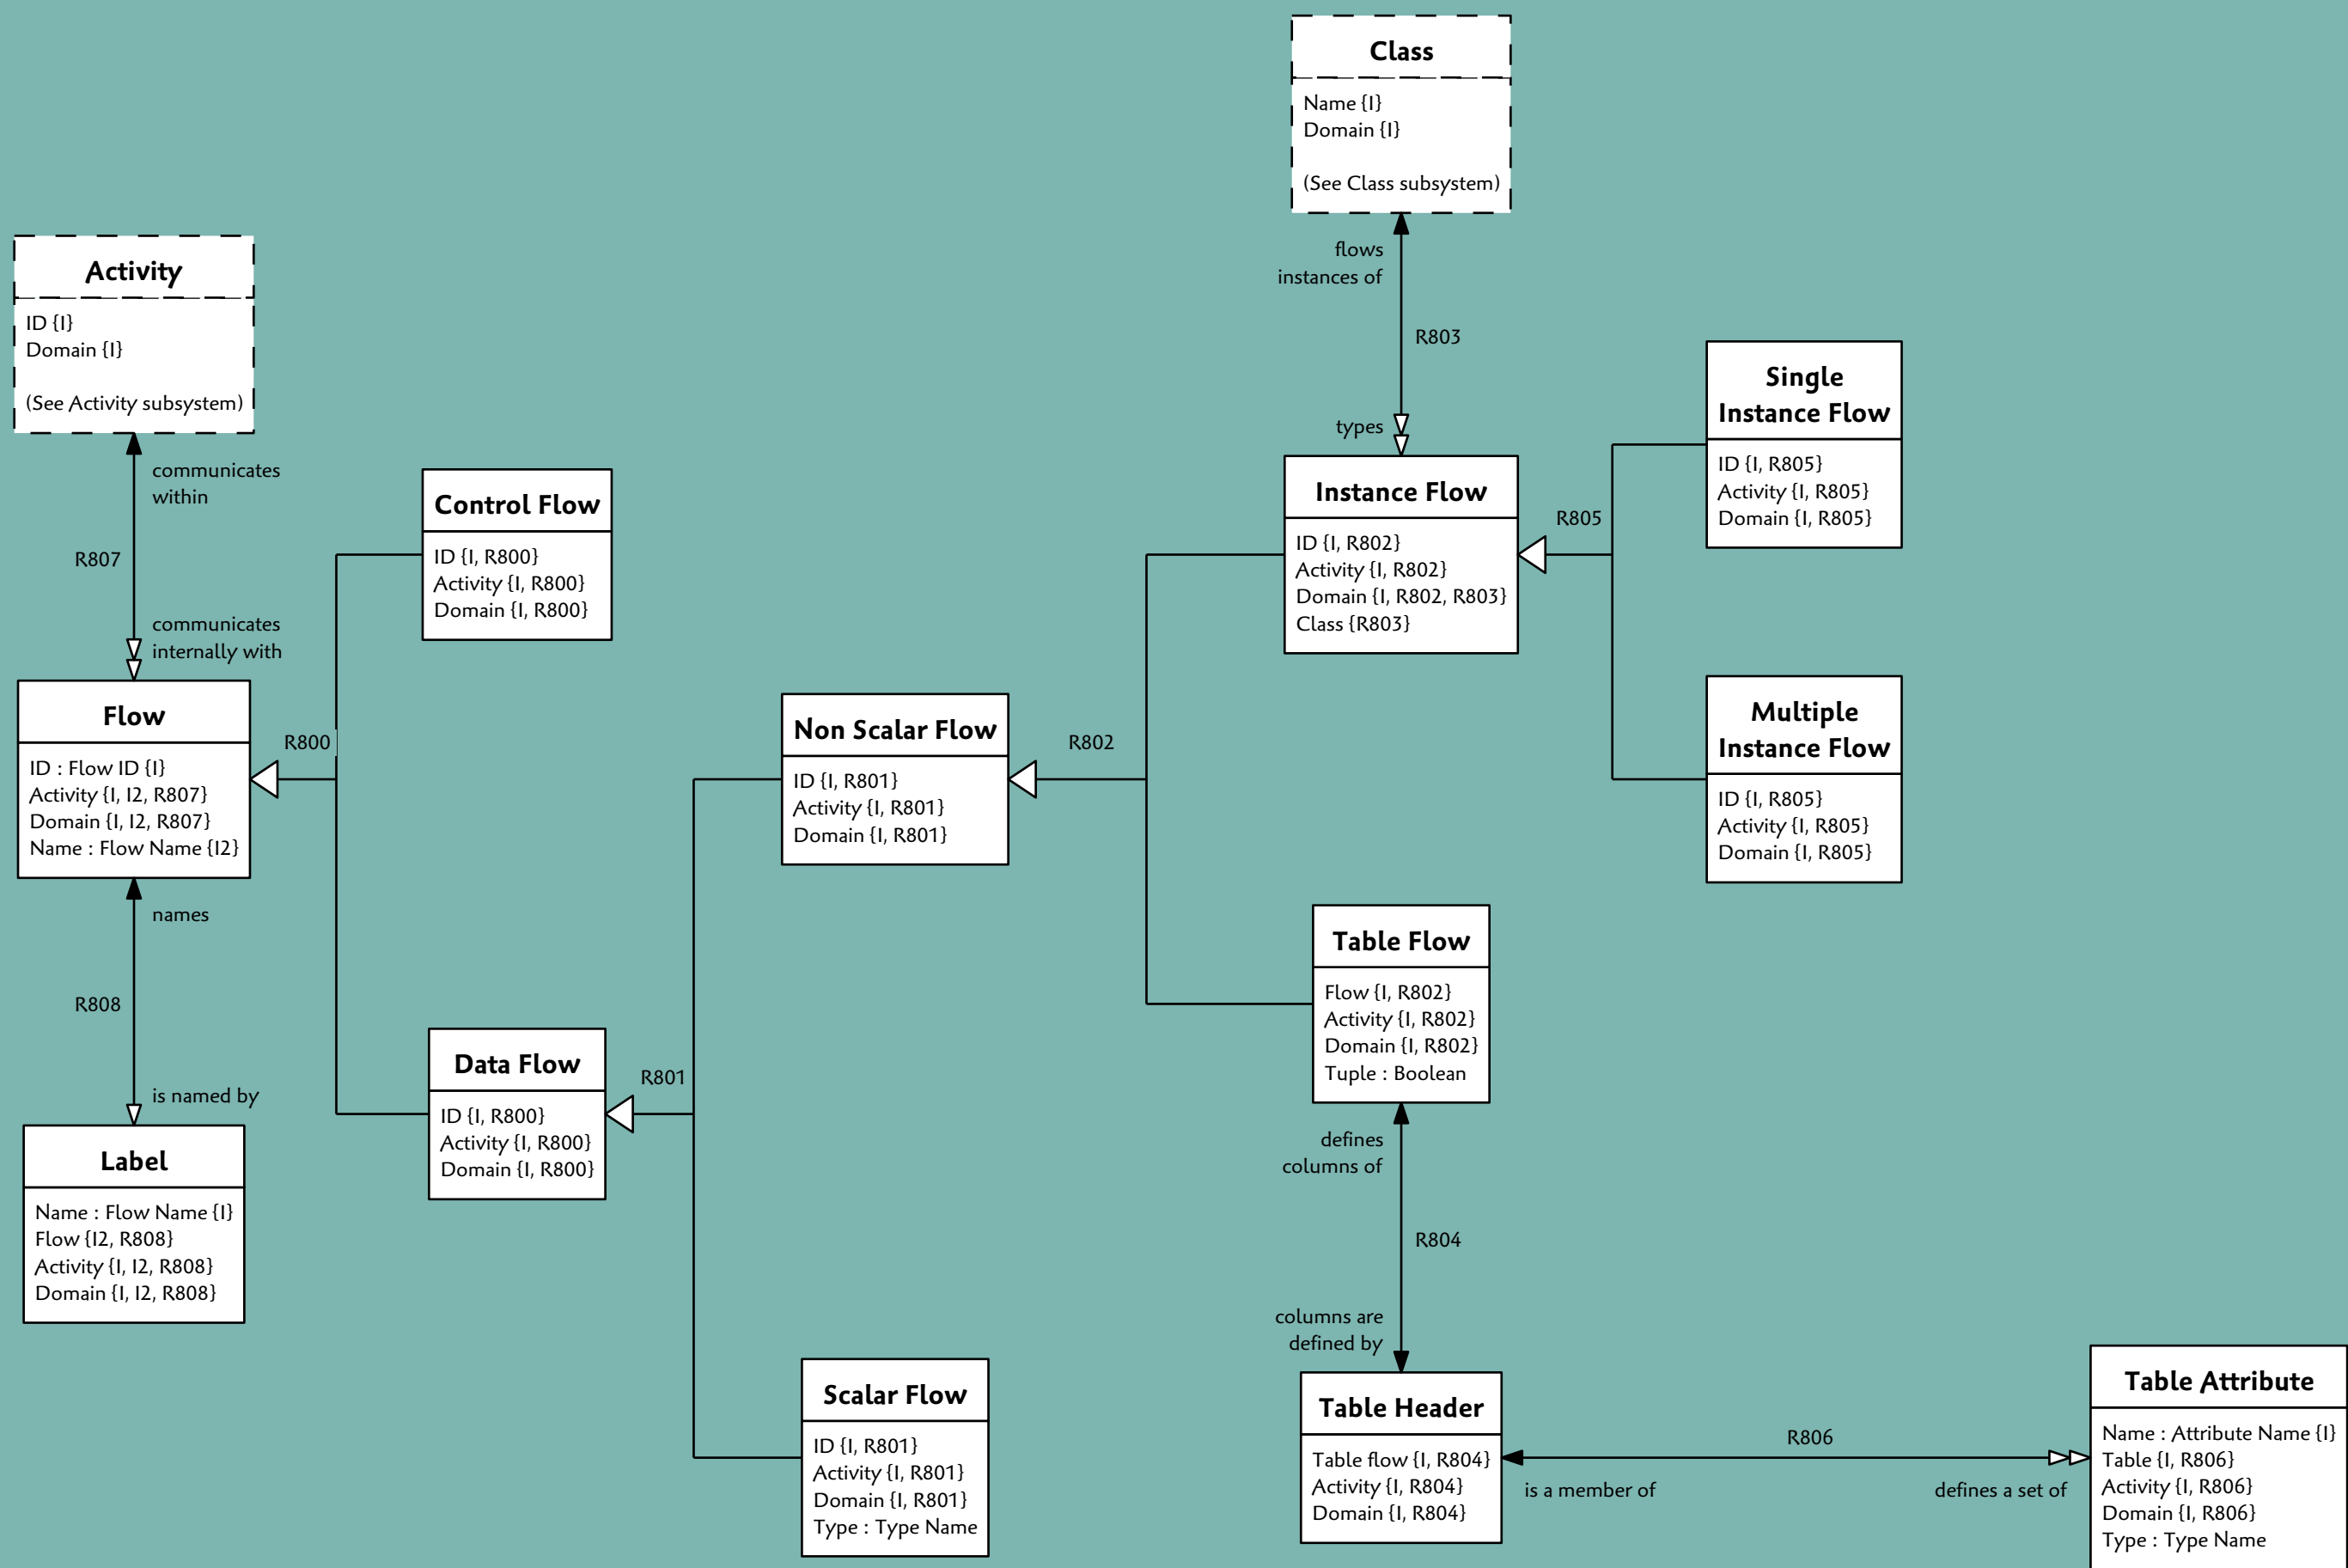 Class
Name {I}
Domain {I}
(See Class subsystem)
flows
instances of
R803
types
Activity
ID {I}
Domain {I}
(See Activity subsystem)
communicates
within
R807
communicates
internally with
Control Flow
ID {I, R800}
Activity {I, R800}
Domain {I, R800}
Instance Flow
ID {I, R802}
Activity {I, R802}
Domain {I, R802, R803}
Class {R803}
R805
Single
Instance Flow
ID {I, R805}
Activity {I, R805}
Domain {I, R805}
Multiple
Instance Flow
ID {I, R805}
Activity {I, R805}
Domain {I, R805}
Flow
ID : Flow ID {I}
Activity {I, I2, R807}
Domain {I, I2, R807}
Name : Flow Name {I2}
R800
Non Scalar Flow
ID {I, R801}
Activity {I, R801}
Domain {I, R801}
R802
names
R808
is named by
Label
Name : Flow Name {I}
Flow {I2, R808}
Activity {I, I2, R808}
Domain {I, I2, R808}
Data Flow
ID {I, R800}
Activity {I, R800}
Domain {I, R800}
R801
Table Flow
Flow {I, R802}
Activity {I, R802}
Domain {I, R802}
Tuple : Boolean
defines
columns of
R804
columns are
defined by
Scalar Flow
ID {I, R801}
Activity {I, R801}
Domain {I, R801}
Type : Type Name
Table Header
Table flow {I, R804}
Activity {I, R804}
Domain {I, R804}
R806
is a member of
defines a set of
Table Attribute
Name : Attribute Name {I}
Table {I, R806}
Activity {I, R806}
Domain {I, R806}
Type : Type Name